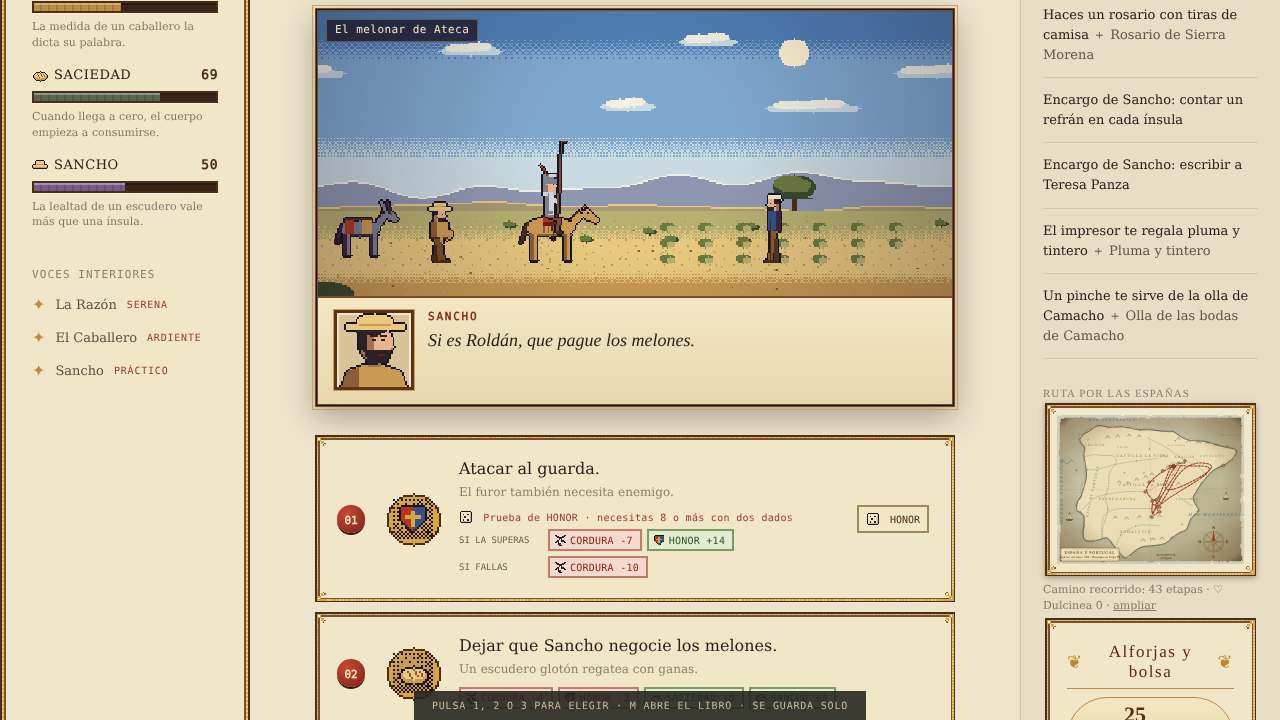 La medida de un caballero la
dicta su palabra.
SACIEDAD 69
Cuando llega a cero, el cuerpo
empieza a consumirse.
SANCHO 50
La lealtad de un escudero vale
más que una ínsula.
VOCES INTERIORES
La Razón SERENA
El Caballero ARDIENTE
Sancho PRÁCTICO
El melonar de Ateca
SANCHO
Si es Roldán, que pague los melones.
01
Atacar al guarda.
El furor también necesita enemigo.
Prueba de HONOR · necesitas 8 o más con dos dados
SI LA SUPERAS CORDURA -7 HONOR +14
SI FALLAS CORDURA -10
HONOR
02
Dejar que Sancho negocie los melones.
Un escudero glotón regatea con ganas.
PULSA 1, 2 O 3 PARA ELEGIR · M ABRE EL LIBRO · SE GUARDA SOLO
Haces un rosario con tiras de
camisa + Rosario de Sierra
Morena
Encargo de Sancho: contar un
refrán en cada ínsula
Encargo de Sancho: escribir a
Teresa Panza
El impresor te regala pluma y
tintero + Pluma y tintero
Un pinche te sirve de la olla de
Camacho + Olla de las bodas
de Camacho
RUTA POR LAS ESPAÑAS
ESPAÑA Y PORTUGAL
Camino recorrido: 43 etapas · ♡
Dulcinea 0 · ampliar
Alforjas y
bolsa
25